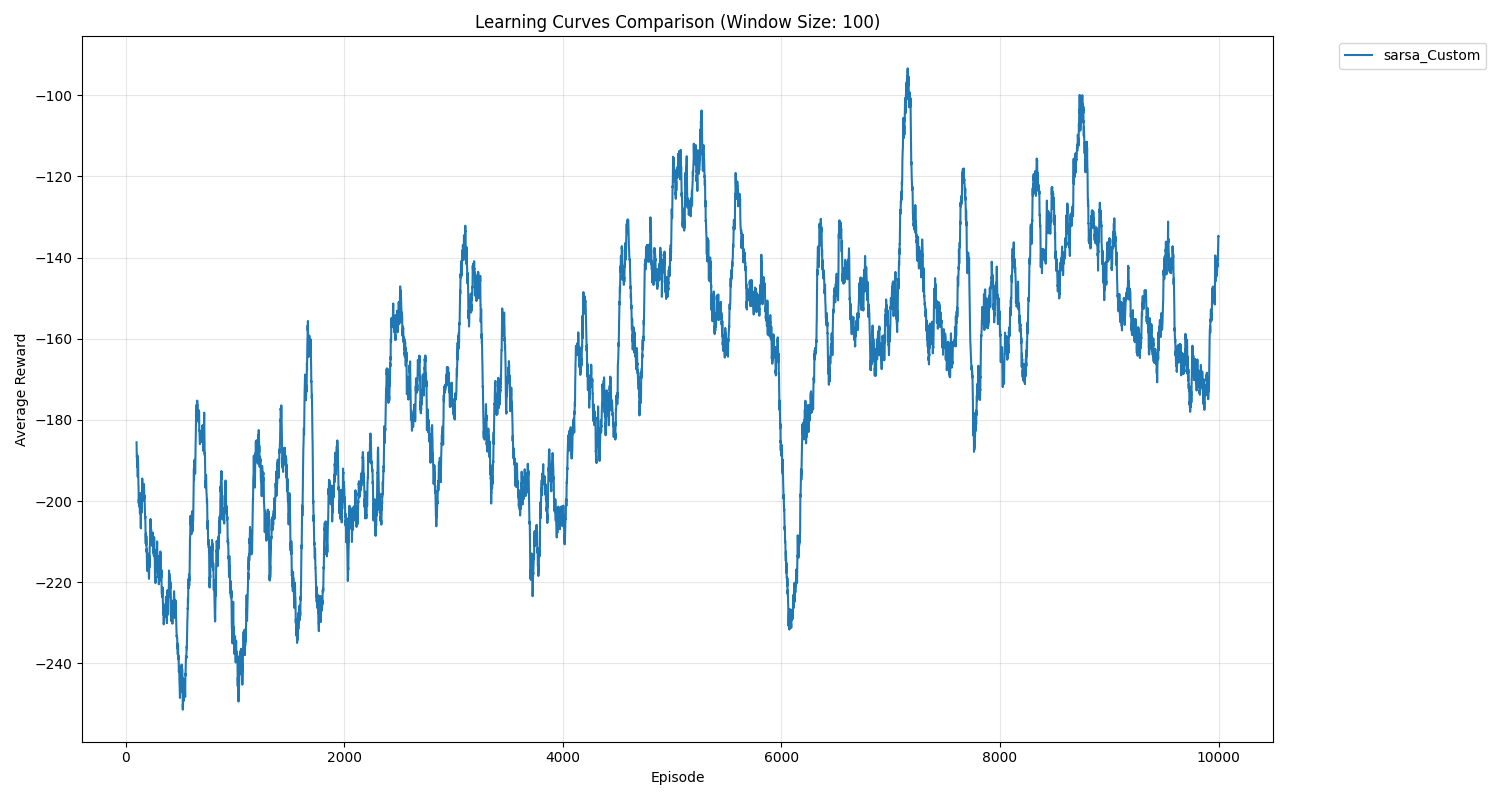 Learning Curves Comparison (Window Size: 100)
sarsa_Custom
Average Reward
−100
−120
−140
−160
−180
−200
−220
−240
0 2000 4000 6000 8000 10000
Episode